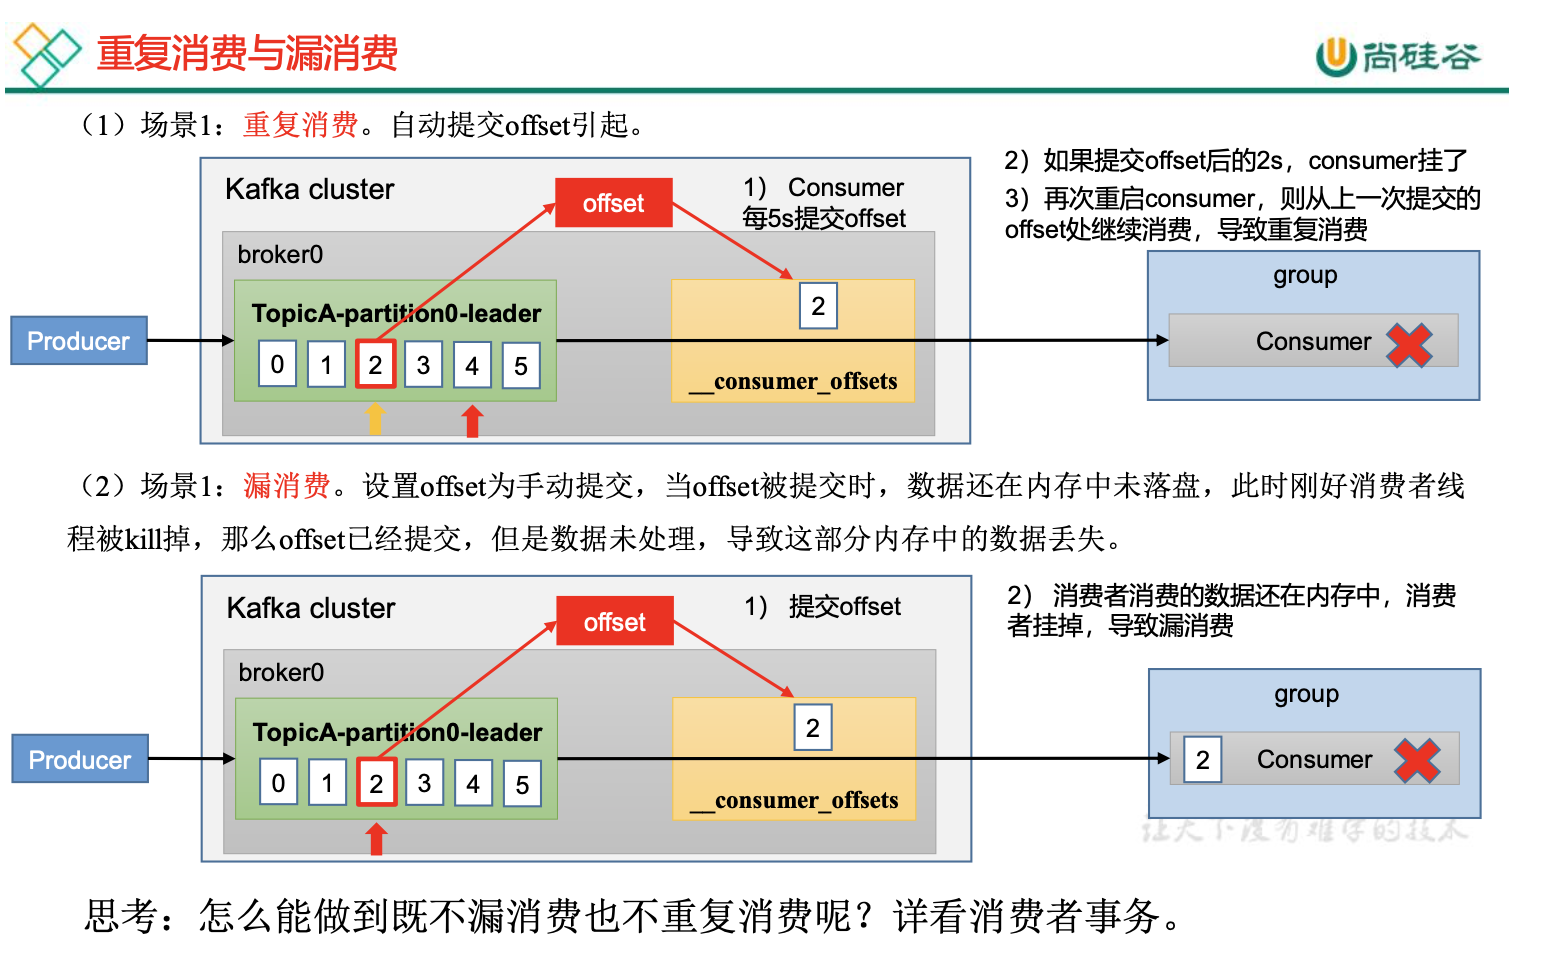 重复消费与漏消费
尚硅谷
（1）场景1：重复消费。自动提交offset引起。
Kafka cluster
offset
1） Consumer
每5s提交offset
2）如果提交offset后的2s，consumer挂了
3）再次重启consumer，则从上一次提交的
offset处继续消费，导致重复消费
broker0
TopicA-partition0-leader
0 1 2 3 4 5
Producer
2
__consumer_offsets
group
Consumer
（2）场景1：漏消费。设置offset为手动提交，当offset被提交时，数据还在内存中未落盘，此时刚好消费者线
程被kill掉，那么offset已经提交，但是数据未处理，导致这部分内存中的数据丢失。
Kafka cluster
offset
1） 提交offset
2） 消费者消费的数据还在内存中，消费
者挂掉，导致漏消费
broker0
TopicA-partition0-leader
0 1 2 3 4 5
Producer
2
__consumer_offsets
group
2 Consumer
让天下没有难学的技术
思考：怎么能做到既不漏消费也不重复消费呢？详看消费者事务。